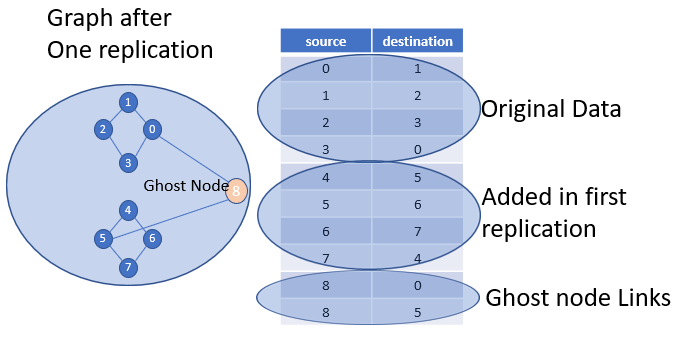 Graph after
One replication
1
2
0
3
Ghost Node
8
4
5
6
7
source destination
0 1
1 2
2 3
3 0
4 5
5 6
6 7
7 4
8 0
8 5
Original Data
Added in first
replication
Ghost node Links